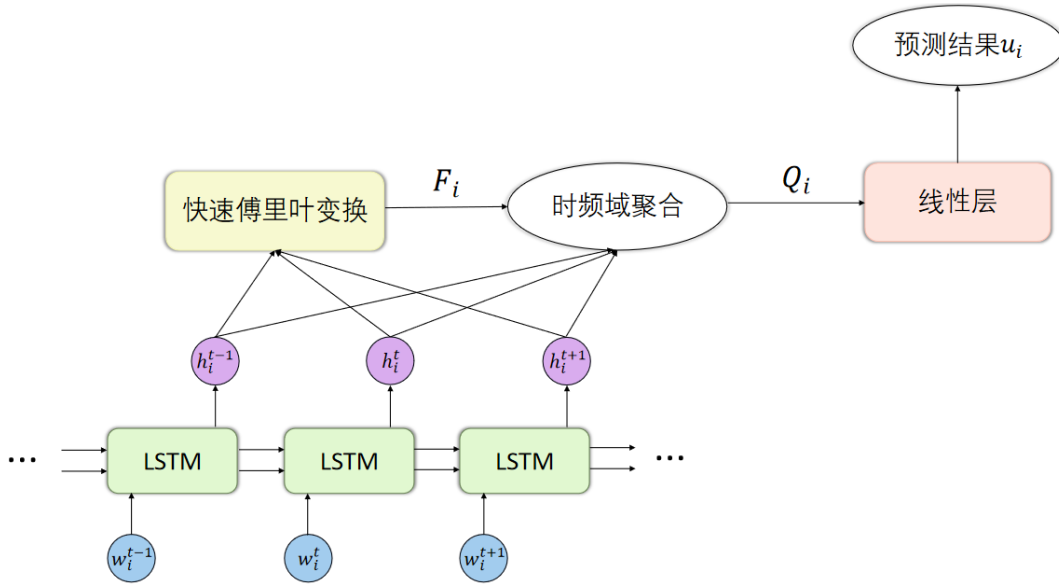 预测结果u_i
快速傅里叶变换
F_i
时频域聚合
Q_i
线性层
h_i^{t-1}
h_i^t
h_i^{t+1}
...
LSTM
LSTM
LSTM
...
w_i^{t-1}
w_i^t
w_i^{t+1}